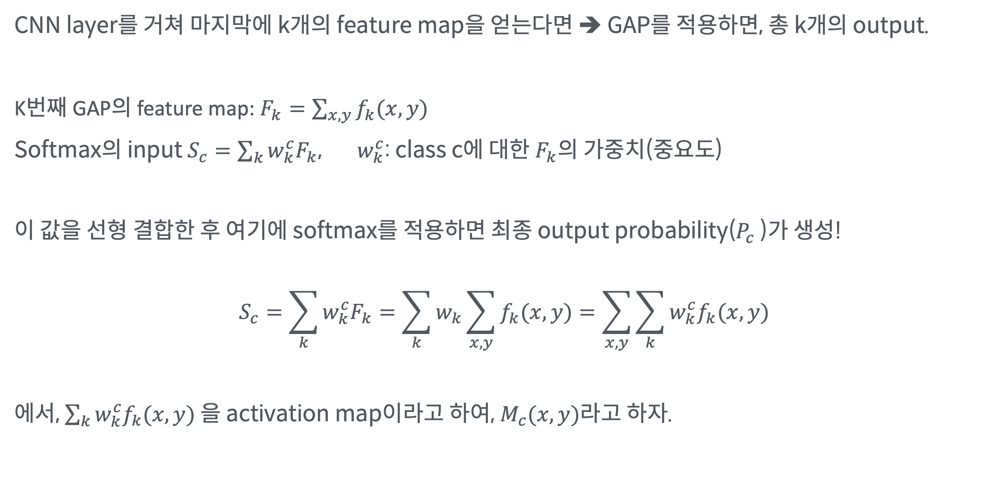 CNN layer를 거쳐 마지막에 k개의 feature map을 얻는다면 ➔ GAP를 적용하면, 총 k개의 output.
K번째 GAP의 feature map: $F_k = \sum_{x,y} f_k(x, y)$
Softmax의 input $S_c = \sum_k w_k^c F_k$, $w_k^c$: class c에 대한 $F_k$의 가중치(중요도)
이 값을 선형 결합한 후 여기에 softmax를 적용하면 최종 output probability($P_c$ )가 생성!
$S_c = \sum_k w_k^c F_k = \sum_k w_k \sum_{x,y} f_k(x, y) = \sum_{x,y} \sum_k w_k^c f_k(x, y)$
에서, $\sum_k w_k^c f_k(x, y)$ 을 activation map이라고 하여, $M_c(x, y)$라고 하자.